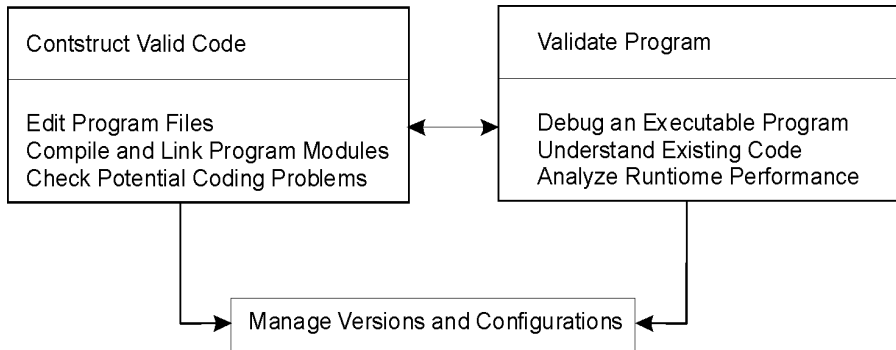 Contstruct Valid Code
Edit Program Files
Compile and Link Program Modules
Check Potential Coding Problems
Validate Program
Debug an Executable Program
Understand Existing Code
Analyze Runtiome Performance
Manage Versions and Configurations